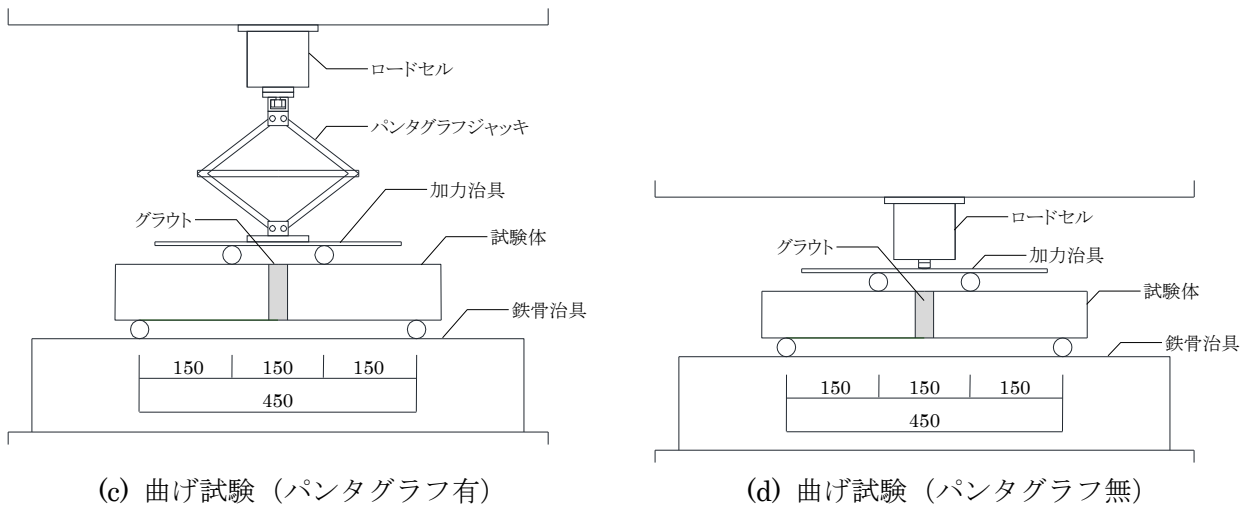 ロードセル
パンタグラフジャッキ
加力治具
グラウト
試験体
鉄骨治具
150 150 150
450
(c) 曲げ試験（パンタグラフ有）
ロードセル
グラウト
加力治具
試験体
鉄骨治具
150 150 150
450
(d) 曲げ試験（パンタグラフ無）